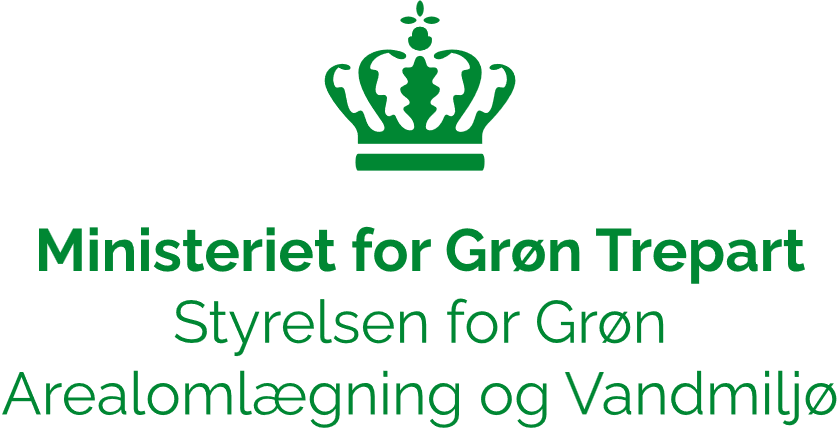 Ministeriet for Grøn Trepart
Styrelsen for Grøn
Arealomlægning og Vandmiljø